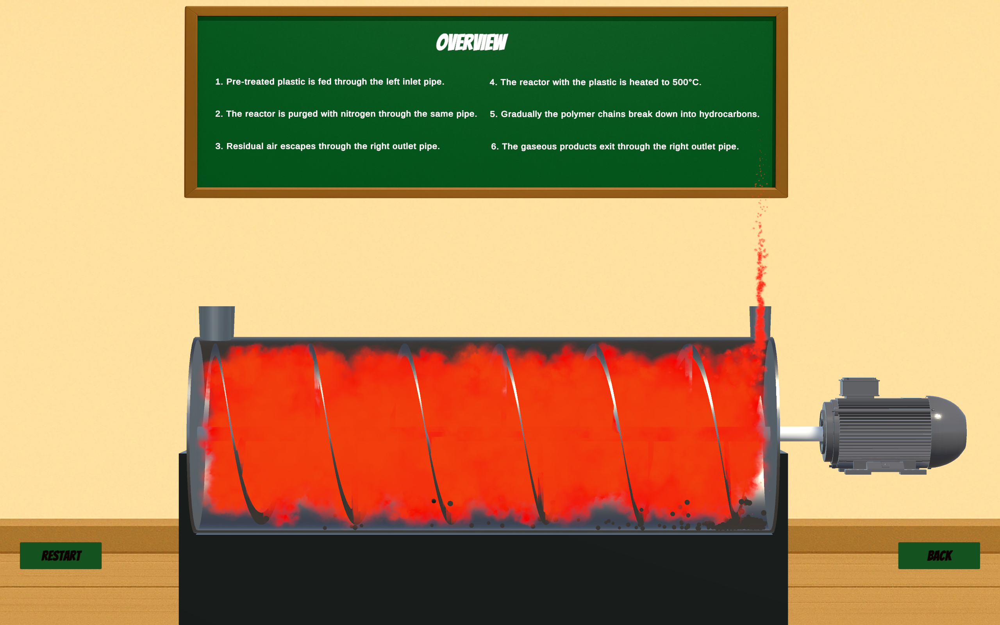 OVERVIEW
1. Pre-treated plastic is fed through the left inlet pipe.
2. The reactor is purged with nitrogen through the same pipe.
3. Residual air escapes through the right outlet pipe.
4. The reactor with the plastic is heated to 500°C.
5. Gradually the polymer chains break down into hydrocarbons.
6. The gaseous products exit through the right outlet pipe.
RESTART
BACK